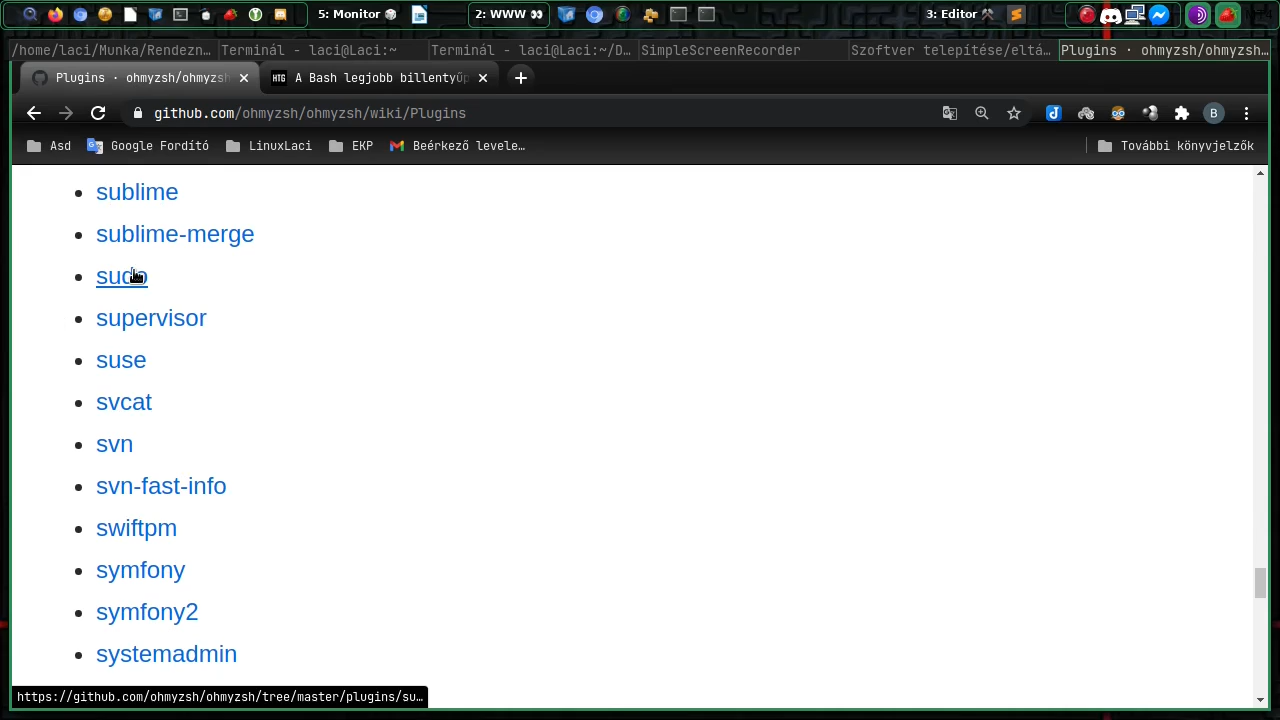 5: Monitor
2: WWW
3: Editor
/home/laci/Munka/Rendezn…
Terminál - laci@Laci:~
Terminál - laci@Laci:~/D…
SimpleScreenRecorder
Szoftver telepítése/eltá…
Plugins · ohmyzsh/ohmyzsh…
Plugins · ohmyzsh/ohmyzsh
HTG
A Bash legjobb billentyűp
github.com/ohmyzsh/ohmyzsh/wiki/Plugins
B
Asd
Google Fordító
LinuxLaci
EKP
Beérkező levele…
További könyvjelzők
sublime
sublime-merge
sudo
supervisor
suse
svcat
svn
svn-fast-info
swiftpm
symfony
symfony2
systemadmin
https://github.com/ohmyzsh/ohmyzsh/tree/master/plugins/su…